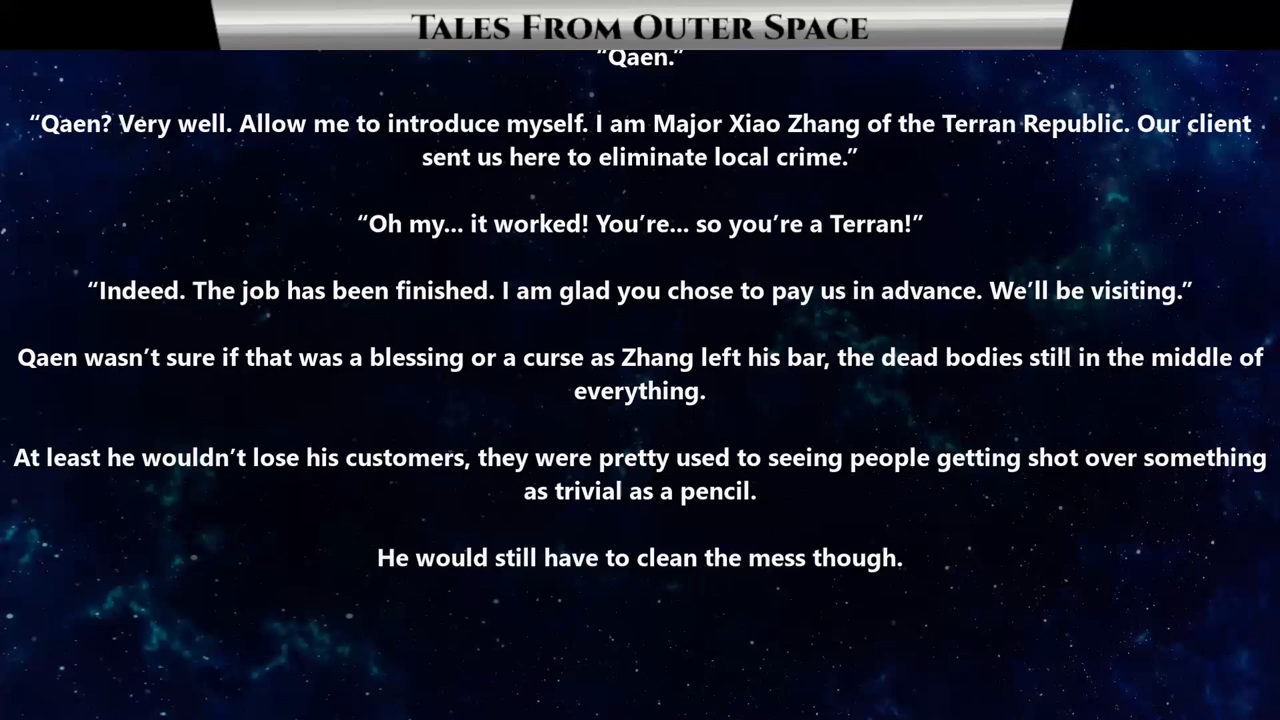 Tales From Outer Space
“Qaen.”
“Qaen? Very well. Allow me to introduce myself. I am Major Xiao Zhang of the Terran Republic. Our client
sent us here to eliminate local crime.”
“Oh my... it worked! You’re... so you’re a Terran!”
“Indeed. The job has been finished. I am glad you chose to pay us in advance. We’ll be visiting.”
Qaen wasn’t sure if that was a blessing or a curse as Zhang left his bar, the dead bodies still in the middle of
everything.
At least he wouldn’t lose his customers, they were pretty used to seeing people getting shot over something
as trivial as a pencil.
He would still have to clean the mess though.